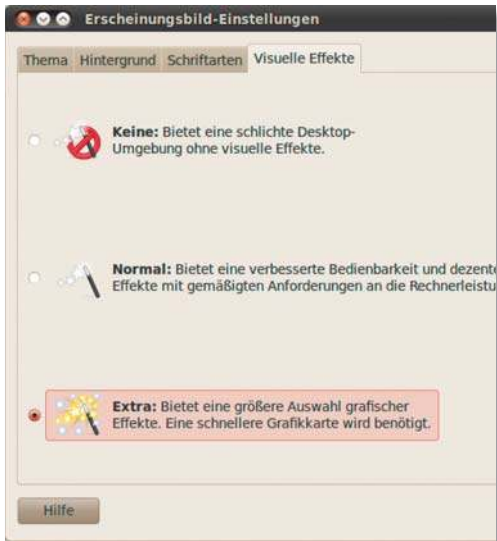 Erscheinungsbild-Einstellungen
Thema Hintergrund Schriftarten Visuelle Effekte
Keine: Bietet eine schlichte Desktop-
Umgebung ohne visuelle Effekte.
Normal: Bietet eine verbesserte Bedienbarkeit und dezente
Effekte mit gemäßigten Anforderungen an die Rechnerleistu
Extra: Bietet eine größere Auswahl grafischer
Effekte. Eine schnellere Grafikkarte wird benötigt.
Hilfe